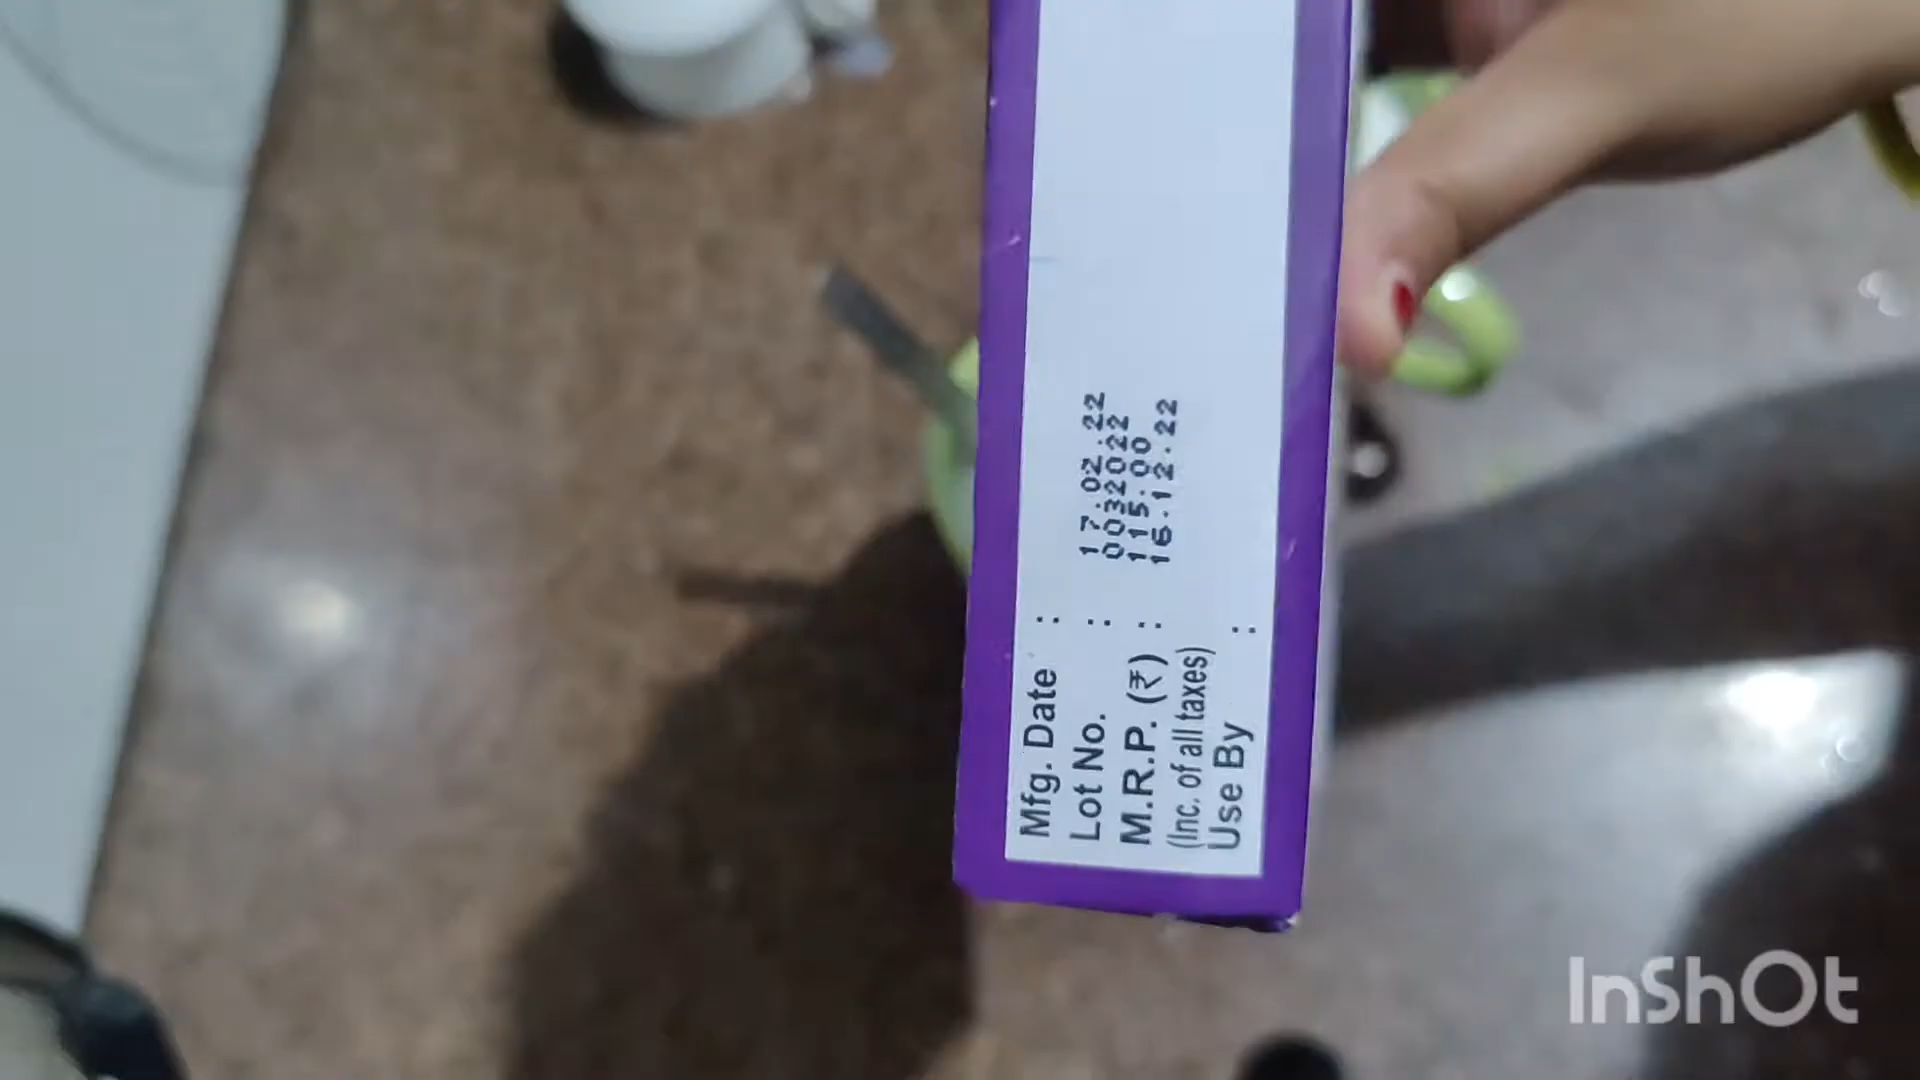 Mfg. Date : 17.02.22
Lot No. : 0032022
M.R.P. (₹) : 115.00
(Inc. of all taxes)
Use By : 16.12.22
InShOt